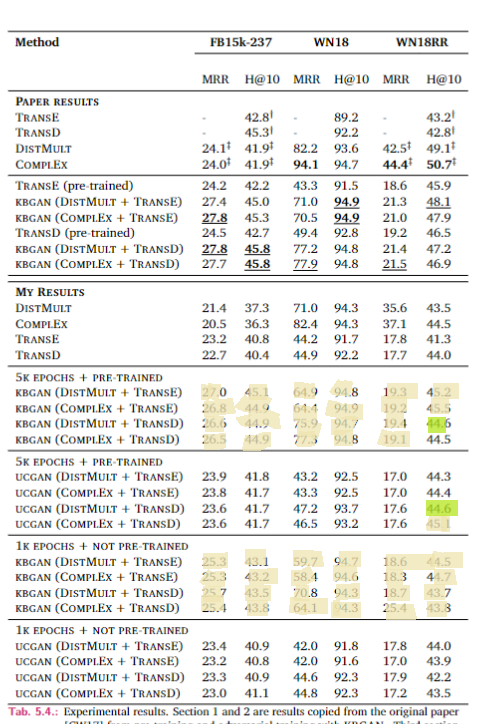 Method FB15k-237 WN18 WN18RR
MRR H@10 MRR H@10 MRR H@10
PAPER RESULTS
TRANSE - 42.8† - 89.2 - 43.2†
TRANSD - 45.3† - 92.2 - 42.8†
DISTMULT 24.1‡ 41.9‡ 82.2 93.6 42.5‡ 49.1‡
COMPLEX 24.0‡ 41.9‡ 94.1 94.7 44.4‡ 50.7‡
TRANSE (pre-trained) 24.2 42.2 43.3 91.5 18.6 45.9
KBGAN (DISTMULT + TRANSE) 27.4 45.0 71.0 94.9 21.3 48.1
KBGAN (COMPLEX + TRANSE) 27.8 45.3 70.5 94.9 21.0 47.9
TRANSD (pre-trained) 24.5 42.7 49.4 92.8 19.2 46.5
KBGAN (DISTMULT + TRANSD) 27.8 45.8 77.2 94.8 21.4 47.2
KBGAN (COMPLEX + TRANSD) 27.7 45.8 77.9 94.8 21.5 46.9
MY RESULTS
DISTMULT 21.4 37.3 71.0 94.3 35.6 43.5
COMPLEX 20.5 36.3 82.4 94.3 37.1 44.5
TRANSE 23.2 40.8 44.2 91.7 17.8 41.3
TRANSD 22.7 40.4 44.9 92.2 17.7 44.0
5K EPOCHS + PRE-TRAINED
KBGAN (DISTMULT + TRANSE) 27.0 45.1 64.9 94.8 19.3 45.2
KBGAN (COMPLEX + TRANSE) 26.8 44.9 64.4 94.9 19.2 45.5
KBGAN (DISTMULT + TRANSD) 26.6 44.9 75.9 94.7 19.4 44.6
KBGAN (COMPLEX + TRANSD) 26.5 44.9 77.3 94.8 19.1 44.5
5K EPOCHS + PRE-TRAINED
UCGAN (DISTMULT + TRANSE) 23.9 41.8 43.2 92.5 17.0 44.3
UCGAN (COMPLEX + TRANSE) 23.8 41.7 43.3 92.5 17.0 44.4
UCGAN (DISTMULT + TRANSD) 23.6 41.7 47.2 93.7 17.6 44.6
UCGAN (COMPLEX + TRANSD) 23.6 41.7 46.5 93.2 17.6 45.1
1K EPOCHS + NOT PRE-TRAINED
KBGAN (DISTMULT + TRANSE) 25.3 43.1 59.7 94.7 18.6 44.5
KBGAN (COMPLEX + TRANSE) 25.3 43.2 58.4 94.6 18.3 44.7
KBGAN (DISTMULT + TRANSD) 25.7 43.5 70.8 94.3 18.7 43.7
KBGAN (COMPLEX + TRANSD) 25.4 43.8 64.1 94.3 25.4 43.8
1K EPOCHS + NOT PRE-TRAINED
UCGAN (DISTMULT + TRANSE) 23.4 40.9 42.0 91.8 17.8 44.0
UCGAN (COMPLEX + TRANSE) 23.2 40.8 42.0 91.6 17.0 43.9
UCGAN (DISTMULT + TRANSD) 23.3 40.9 44.6 92.3 17.9 42.2
UCGAN (COMPLEX + TRANSD) 23.0 41.1 44.8 92.3 17.2 43.5
Tab. 5.4.: Experimental results. Section 1 and 2 are results copied from the original paper